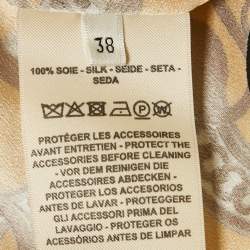 38
100% SOIE - SILK - SEIDE - SETA -
SEDA
P W
PROTÉGER LES ACCESSOIRES
AVANT ENTRETIEN - PROTECT THE
ACCESSORIES BEFORE CLEANING
- VOR DEM REINIGEN DIE
ACCESSOIRES ABDECKEN -
PROTEGER LOS ACCESORIOS
ANTES DE LAVAR - PROTEGGERE
GLI ACCESSORI PRIMA DEL
LAVAGGIO - PROTEGER OS
ACESSÓRIOS ANTES DE LIMPAR